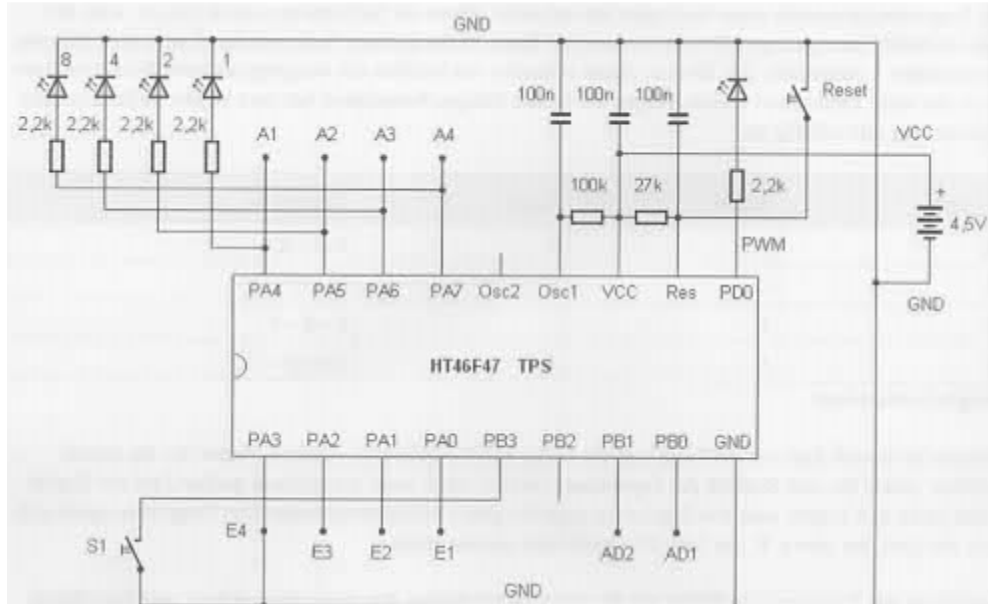 GND
8 4 2 1
100n 100n 100n
Reset
2,2k 2,2k 2,2k 2,2k
A1 A2 A3 A4
VCC
100k 27k 2,2k
+
4,5V
PWM
PA4 PA5 PA6 PA7 Osc2 Osc1 VCC Res PD0
GND
HT46F47 TPS
PA3 PA2 PA1 PA0 PB3 PB2 PB1 PB0 GND
E4
S1
E3 E2 E1 AD2 AD1
GND